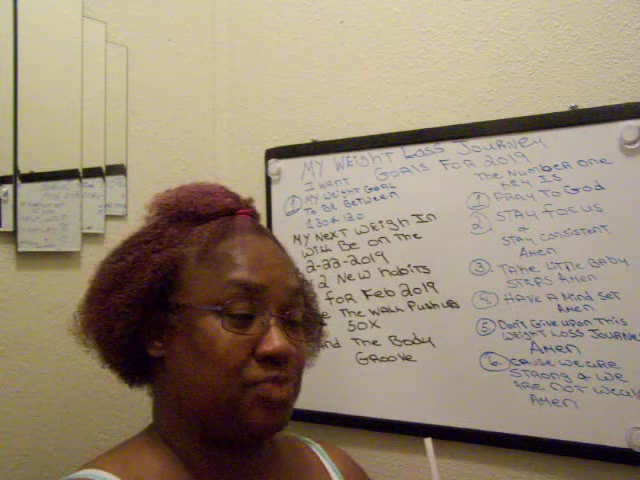 MY WEIGHT LOSS JOURNEY
GOALS FOR 2019
I WANT
① MY WEIGHT GOAL
TO BE BETWEEN
130 & 120
MY NEXT WEIGH IN
Will BE ON THE
2-22-2019
2 NEW habits
for Feb 2019
THE WALL PUSH UPS
50X
The BODY
GROOVE
THE NUMBER ONE
KEY IS
① PRAY TO GOD
② STAY FOCUS
&
STAY CONSISTENT
AMEN
③ TAKE LITTLE BABY
STEPS AMEN
④ HAVE A MIND SET
AMEN
⑤ DON'T GIVE UPON THIS
WEIGHT LOSS JOURNEY
AMEN
⑥ CAUSE WE ARE
STRONG & WE
ARE NOT WEAK
AMEN